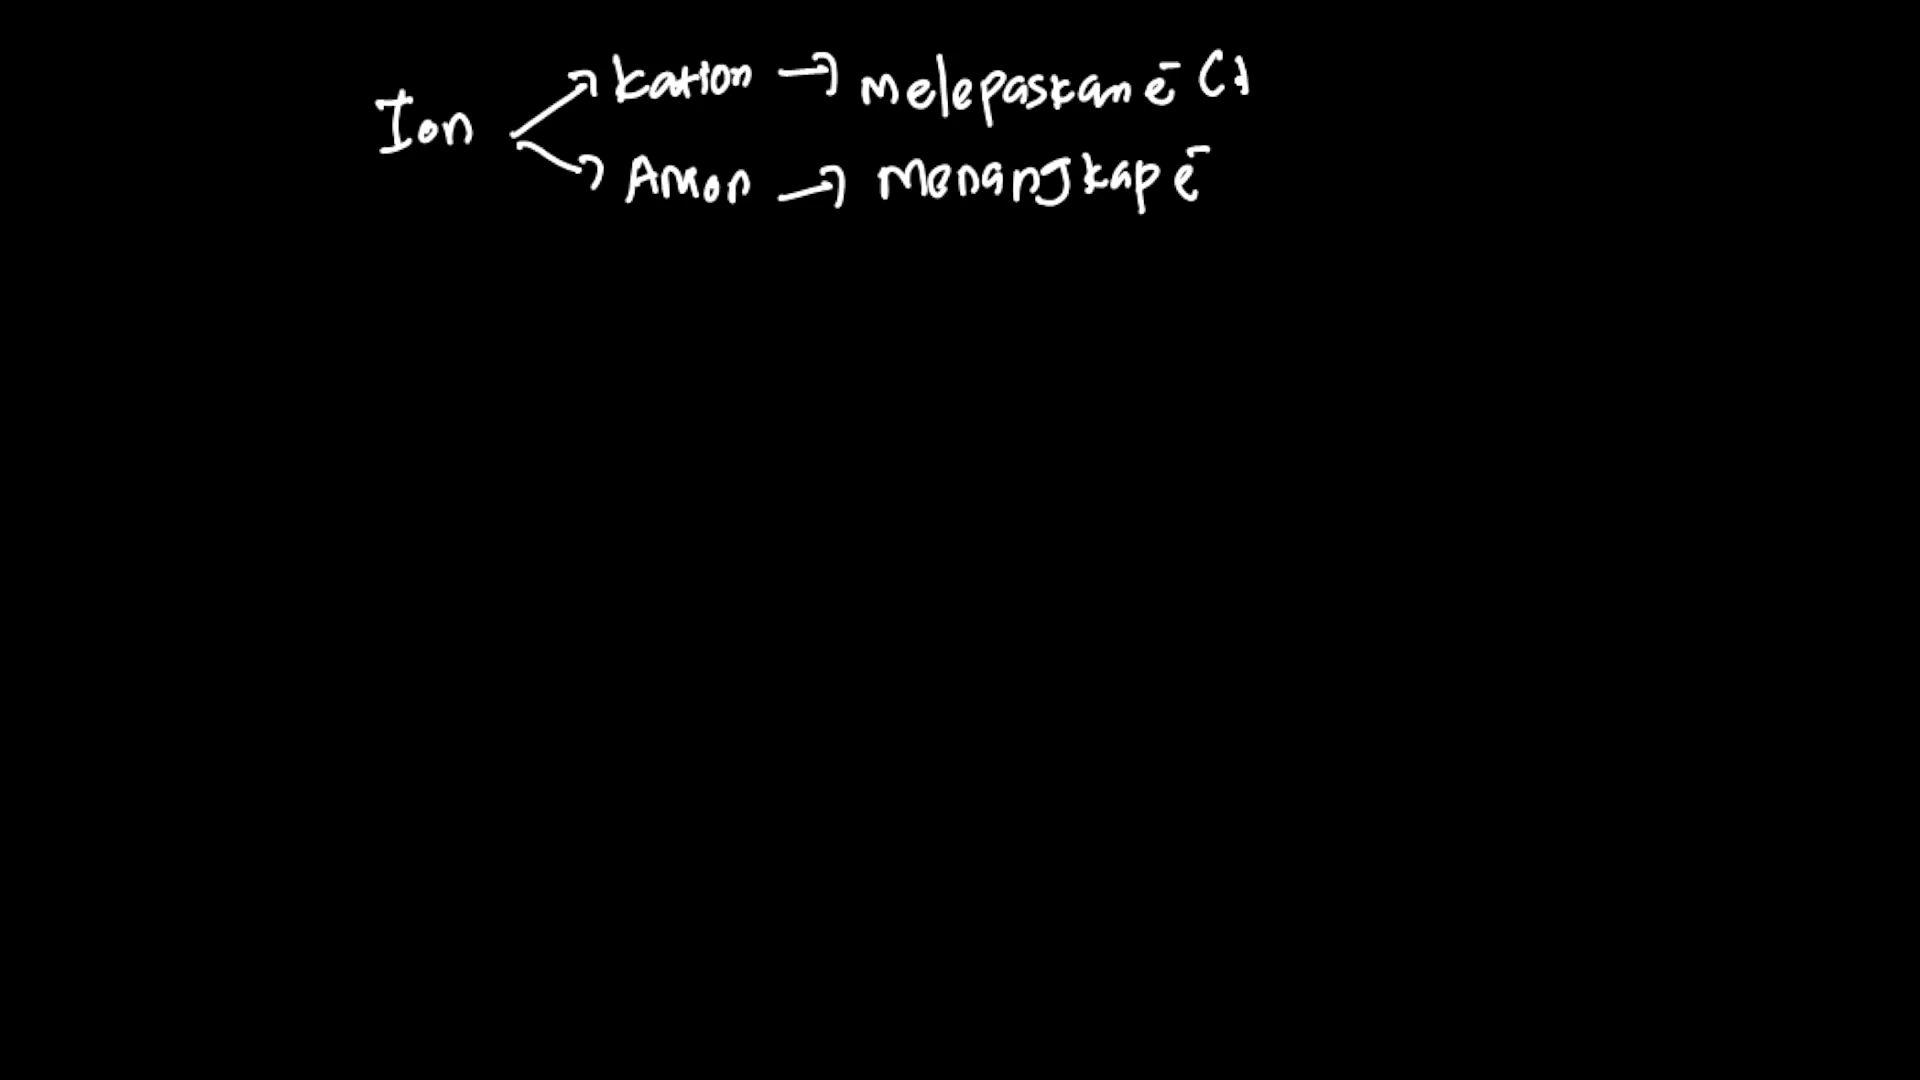 Ion
Kation → melepaskan ē (
Anion → menangkap ē